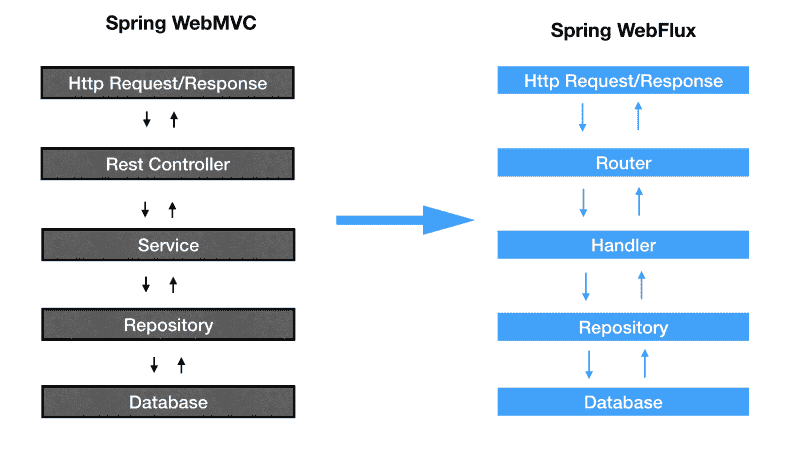 Spring WebMVC
Http Request/Response
Rest Controller
Service
Repository
Database
Spring WebFlux
Http Request/Response
Router
Handler
Repository
Database